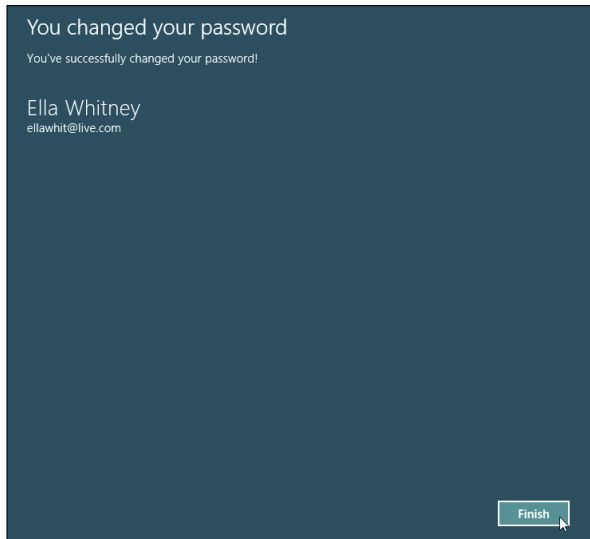 You changed your password
You've successfully changed your password!
Ella Whitney
ellawhit@live.com
Finish